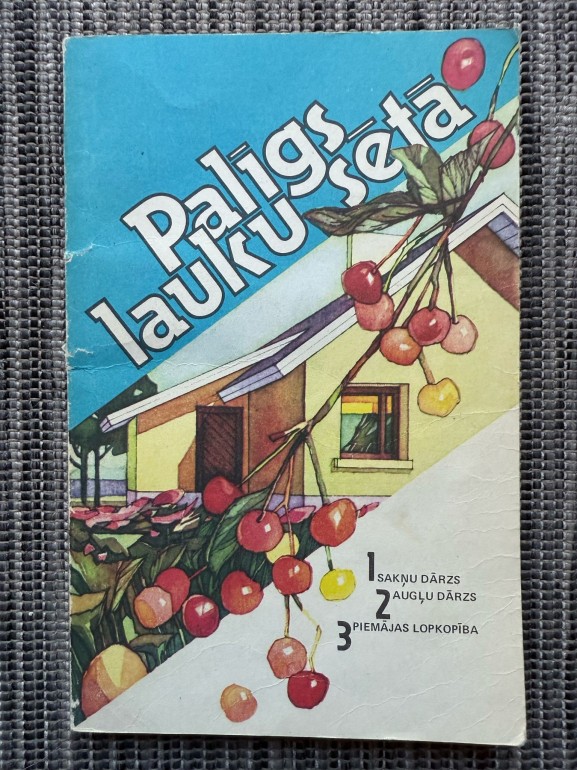 Palīgs
lauku sētā
1 SAKŅU DĀRZS
2 AUGĻU DĀRZS
3 PIEMĀJAS LOPKOPĪBA